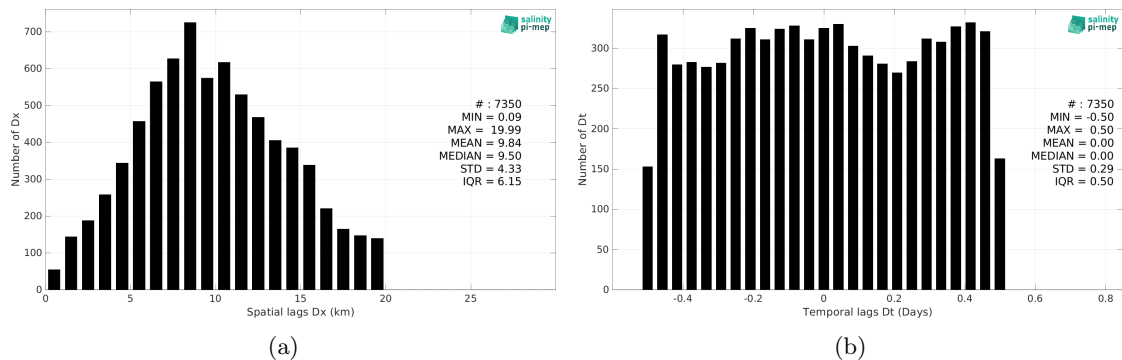 700
600
500
400
300
200
100
0
Number of Dx
salinity
pi-mep
# : 7350
MIN = 0.09
MAX = 19.99
MEAN = 9.84
MEDIAN = 9.50
STD = 4.33
IQR = 6.15
0 5 10 15 20 25
Spatial lags Dx (km)
(a)
300
250
200
150
100
50
0
Number of Dt
salinity
pi-mep
# : 7350
MIN = -0.50
MAX = 0.50
MEAN = 0.00
MEDIAN = 0.00
STD = 0.29
IQR = 0.50
-0.4 -0.2 0 0.2 0.4 0.6 0.8
Temporal lags Dt (Days)
(b)